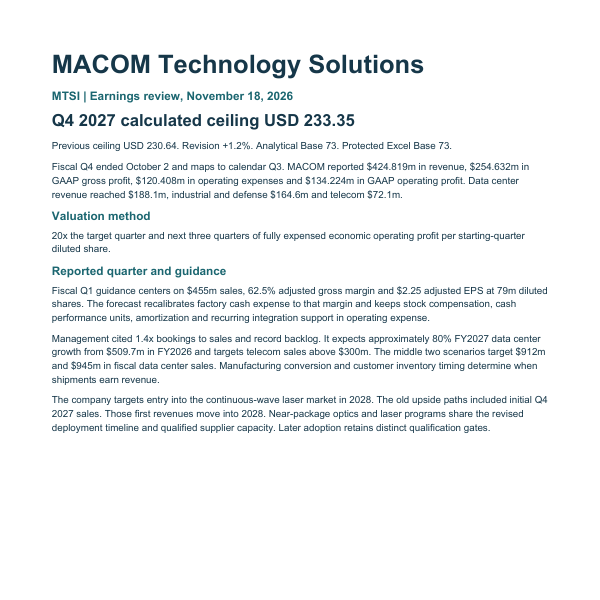 MACOM Technology Solutions
MTSI | Earnings review, November 18, 2026
Q4 2027 calculated ceiling USD 233.35
Previous ceiling USD 230.64. Revision +1.2%. Analytical Base 73. Protected Excel Base 73.
Fiscal Q4 ended October 2 and maps to calendar Q3. MACOM reported $424.819m in revenue, $254.632m in
GAAP gross profit, $120.408m in operating expenses and $134.224m in GAAP operating profit. Data center
revenue reached $188.1m, industrial and defense $164.6m and telecom $72.1m.
Valuation method
20x the target quarter and next three quarters of fully expensed economic operating profit per starting-quarter
diluted share.
Reported quarter and guidance
Fiscal Q1 guidance centers on $455m sales, 62.5% adjusted gross margin and $2.25 adjusted EPS at 79m diluted
shares. The forecast recalibrates factory cash expense to that margin and keeps stock compensation, cash
performance units, amortization and recurring integration support in operating expense.
Management cited 1.4x bookings to sales and record backlog. It expects approximately 80% FY2027 data center
growth from $509.7m in FY2026 and targets telecom sales above $300m. The middle two scenarios target $912m
and $945m in fiscal data center sales. Manufacturing conversion and customer inventory timing determine when
shipments earn revenue.
The company targets entry into the continuous-wave laser market in 2028. The old upside paths included initial Q4
2027 sales. Those first revenues move into 2028. Near-package optics and laser programs share the revised
deployment timeline and qualified supplier capacity. Later adoption retains distinct qualification gates.